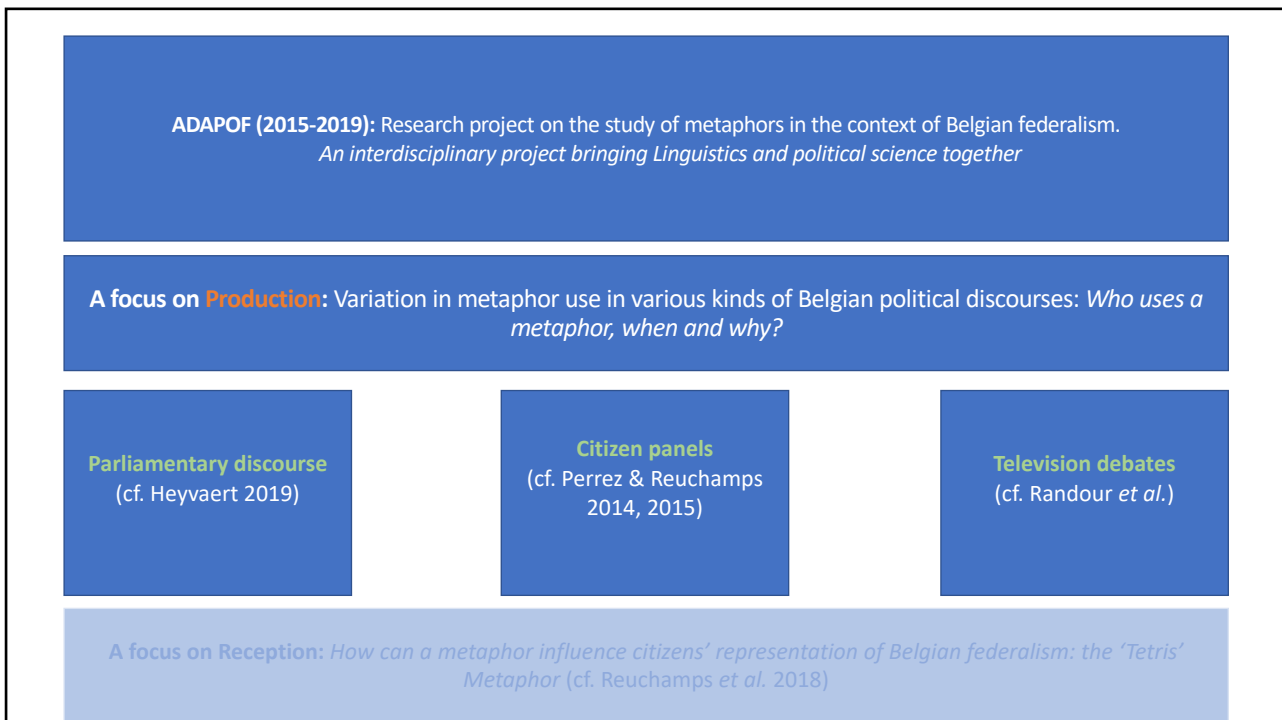 ADAPOF (2015-2019): Research project on the study of metaphors in the context of Belgian federalism.
An interdisciplinary project bringing Linguistics and political science together
A focus on Production: Variation in metaphor use in various kinds of Belgian political discourses: Who uses a
metaphor, when and why?
Parliamentary discourse
(cf. Heyvaert 2019)
Citizen panels
(cf. Perrez & Reuchamps
2014, 2015)
Television debates
(cf. Randour et al.)
A focus on Reception: How can a metaphor influence citizens’ representation of Belgian federalism: the ‘Tetris’
Metaphor (cf. Reuchamps et al. 2018)